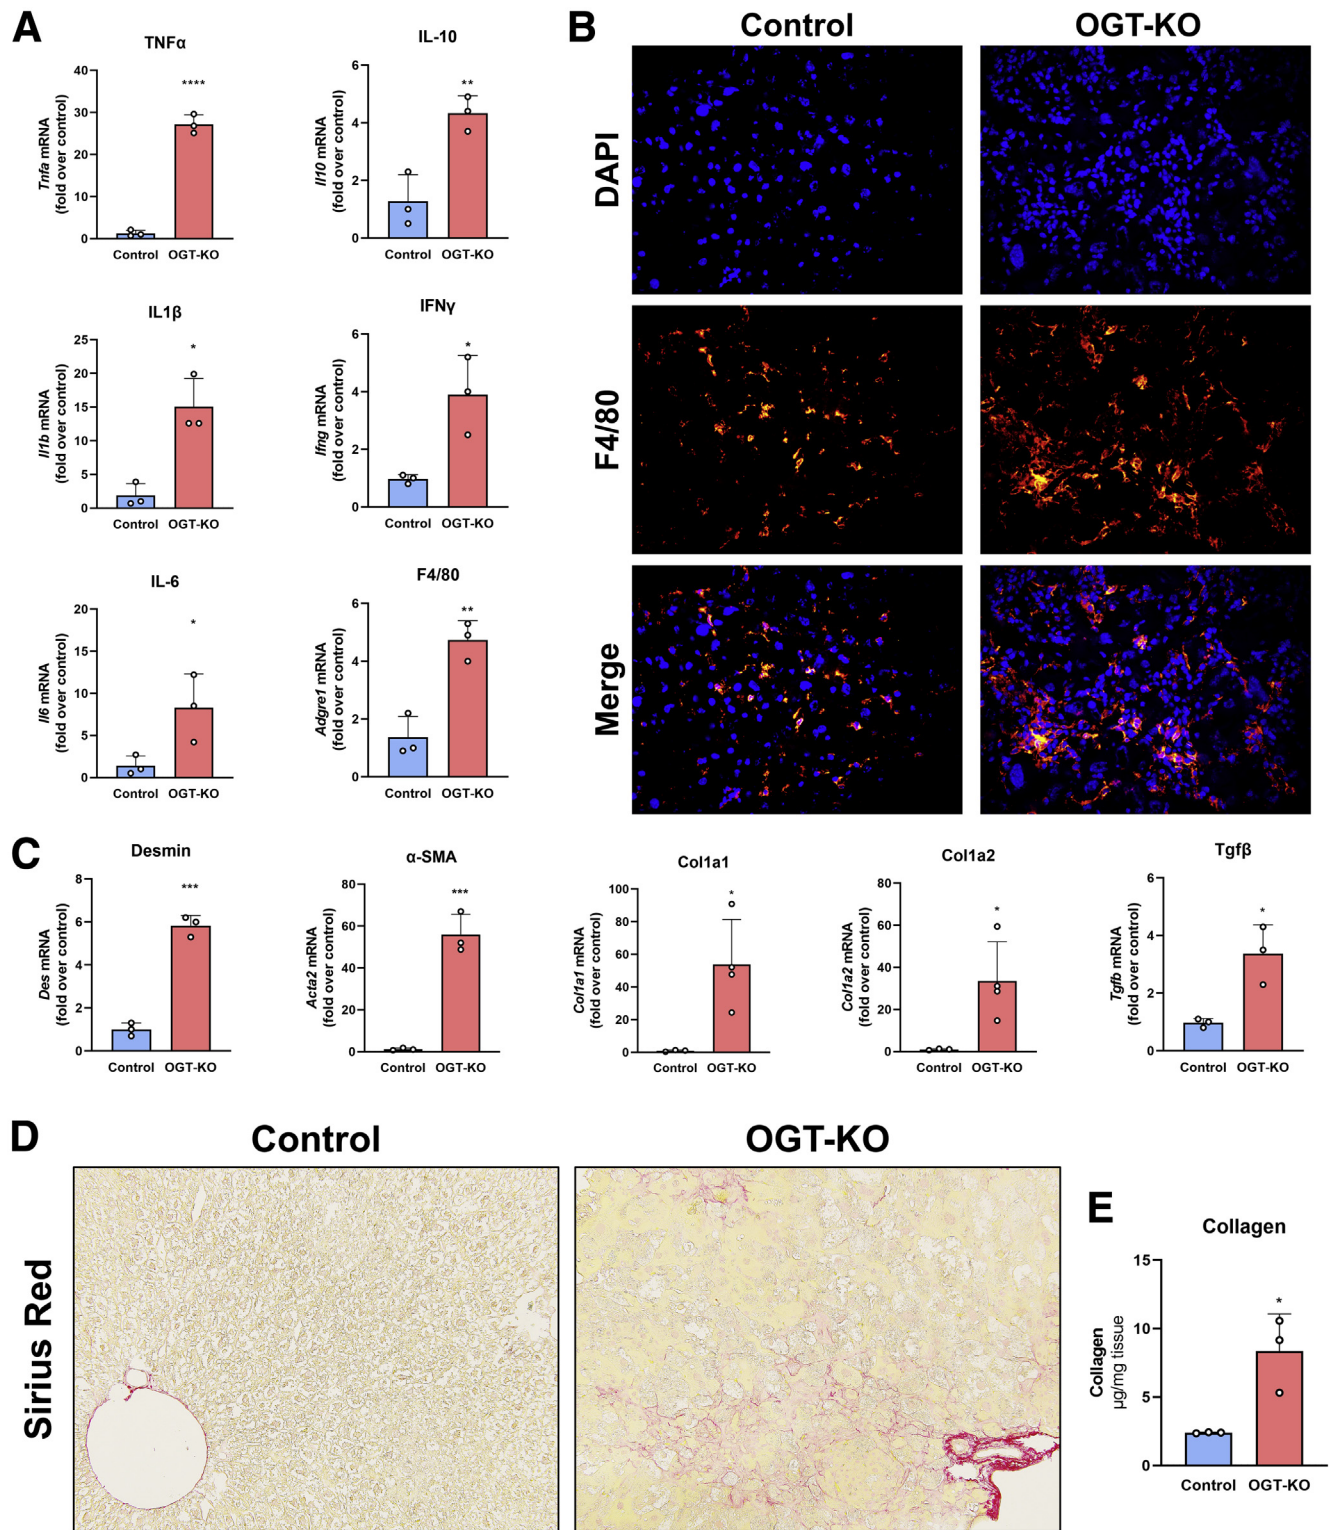 A
TNFα
Tnfa mRNA
(fold over control)
40
30
20
10
0
****
Control OGT-KO
IL-10
Il10 mRNA
(fold over control)
6
4
2
0
**
Control OGT-KO
IL1β
Il1b mRNA
(fold over control)
25
20
15
10
5
0
*
Control OGT-KO
IFNγ
Ifng mRNA
(fold over control)
6
4
2
0
*
Control OGT-KO
IL-6
Il6 mRNA
(fold over control)
20
15
10
5
0
*
Control OGT-KO
F4/80
Adgre1 mRNA
(fold over control)
6
4
2
0
**
Control OGT-KO
B
Control OGT-KO
DAPI
F4/80
Merge
C
Desmin
Des mRNA
(fold over control)
8
6
4
2
0
***
Control OGT-KO
α-SMA
Acta2 mRNA
(fold over control)
80
60
40
20
0
***
Control OGT-KO
Col1a1
Col1a1 mRNA
(fold over control)
100
80
60
40
20
0
*
Control OGT-KO
Col1a2
Col1a2 mRNA
(fold over control)
80
60
40
20
0
*
Control OGT-KO
Tgfβ
Tgfb mRNA
(fold over control)
6
4
2
0
*
Control OGT-KO
D
Control OGT-KO
Sirius Red
E
Collagen
Collagen
μg/mg tissue
15
10
5
0
*
Control OGT-KO